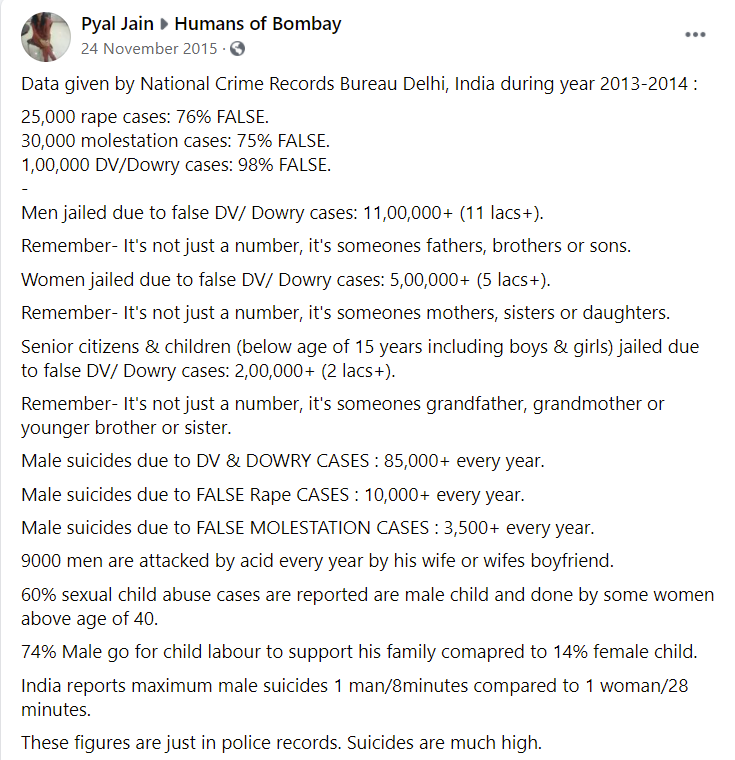 Pyal Jain ▸ Humans of Bombay
24 November 2015 ·
Data given by National Crime Records Bureau Delhi, India during year 2013-2014 :
25,000 rape cases: 76% FALSE.
30,000 molestation cases: 75% FALSE.
1,00,000 DV/Dowry cases: 98% FALSE.
-
Men jailed due to false DV/ Dowry cases: 11,00,000+ (11 lacs+).
Remember- It's not just a number, it's someones fathers, brothers or sons.
Women jailed due to false DV/ Dowry cases: 5,00,000+ (5 lacs+).
Remember- It's not just a number, it's someones mothers, sisters or daughters.
Senior citizens & children (below age of 15 years including boys & girls) jailed due
to false DV/ Dowry cases: 2,00,000+ (2 lacs+).
Remember- It's not just a number, it's someones grandfather, grandmother or
younger brother or sister.
Male suicides due to DV & DOWRY CASES : 85,000+ every year.
Male suicides due to FALSE Rape CASES : 10,000+ every year.
Male suicides due to FALSE MOLESTATION CASES : 3,500+ every year.
9000 men are attacked by acid every year by his wife or wifes boyfriend.
60% sexual child abuse cases are reported are male child and done by some women
above age of 40.
74% Male go for child labour to support his family comapred to 14% female child.
India reports maximum male suicides 1 man/8minutes compared to 1 woman/28
minutes.
These figures are just in police records. Suicides are much high.